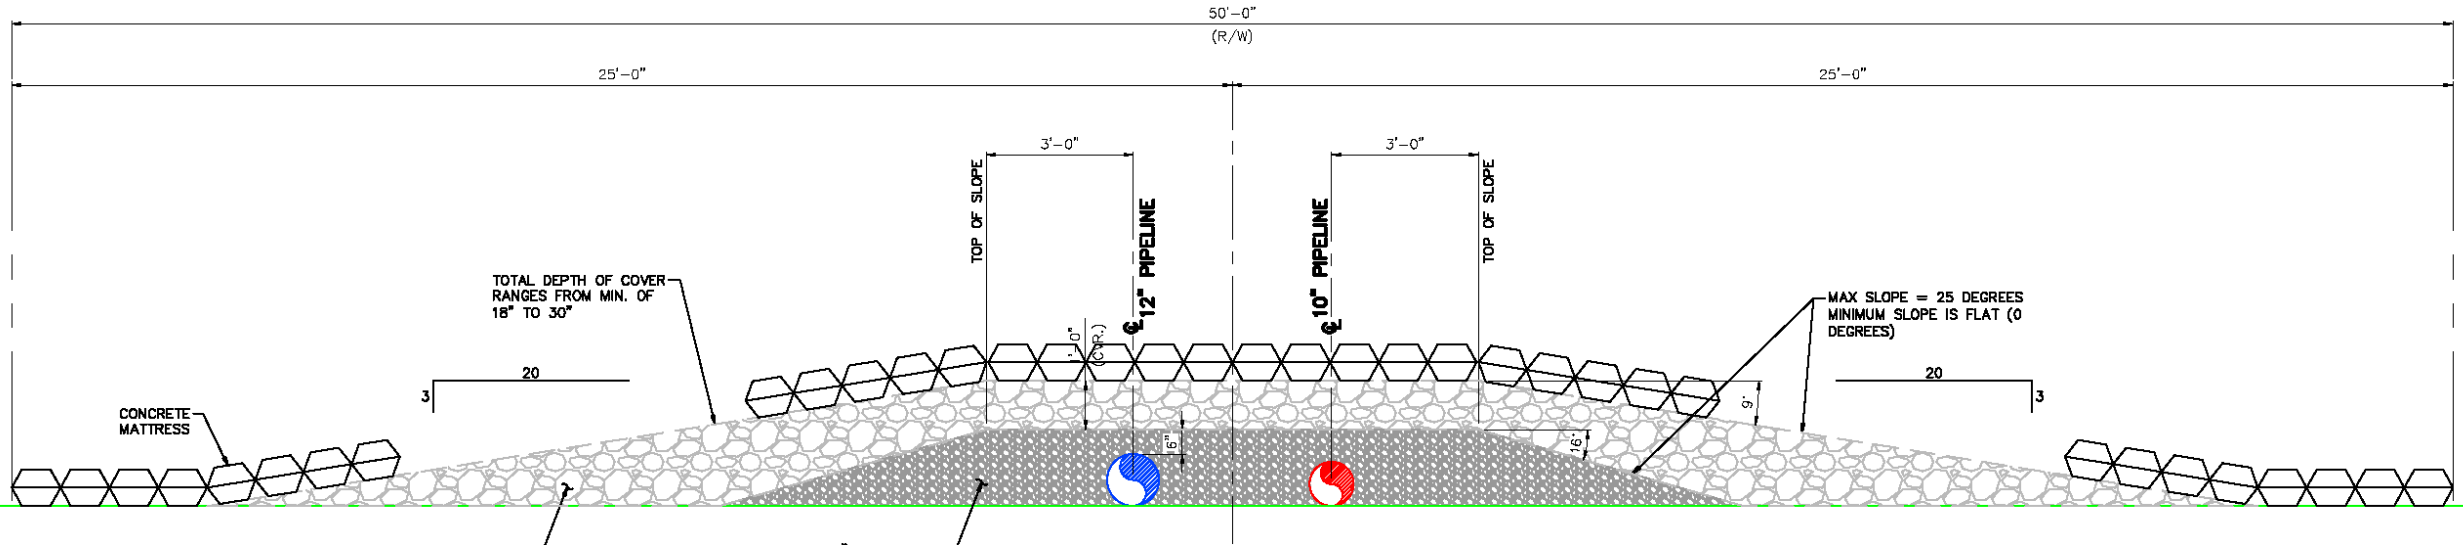 50'-0"
(R/W)
25'-0"
25'-0"
3'-0"
3'-0"
TOP OF SLOPE
℄ 12" PIPELINE
℄ 10" PIPELINE
TOP OF SLOPE
TOTAL DEPTH OF COVER
RANGES FROM MIN. OF
18" TO 30"
MAX SLOPE = 25 DEGREES
MINIMUM SLOPE IS FLAT (0
DEGREES)
1'-0"
(CVR.)
20
3
20
3
CONCRETE
MATTRESS
9°
6"
16°